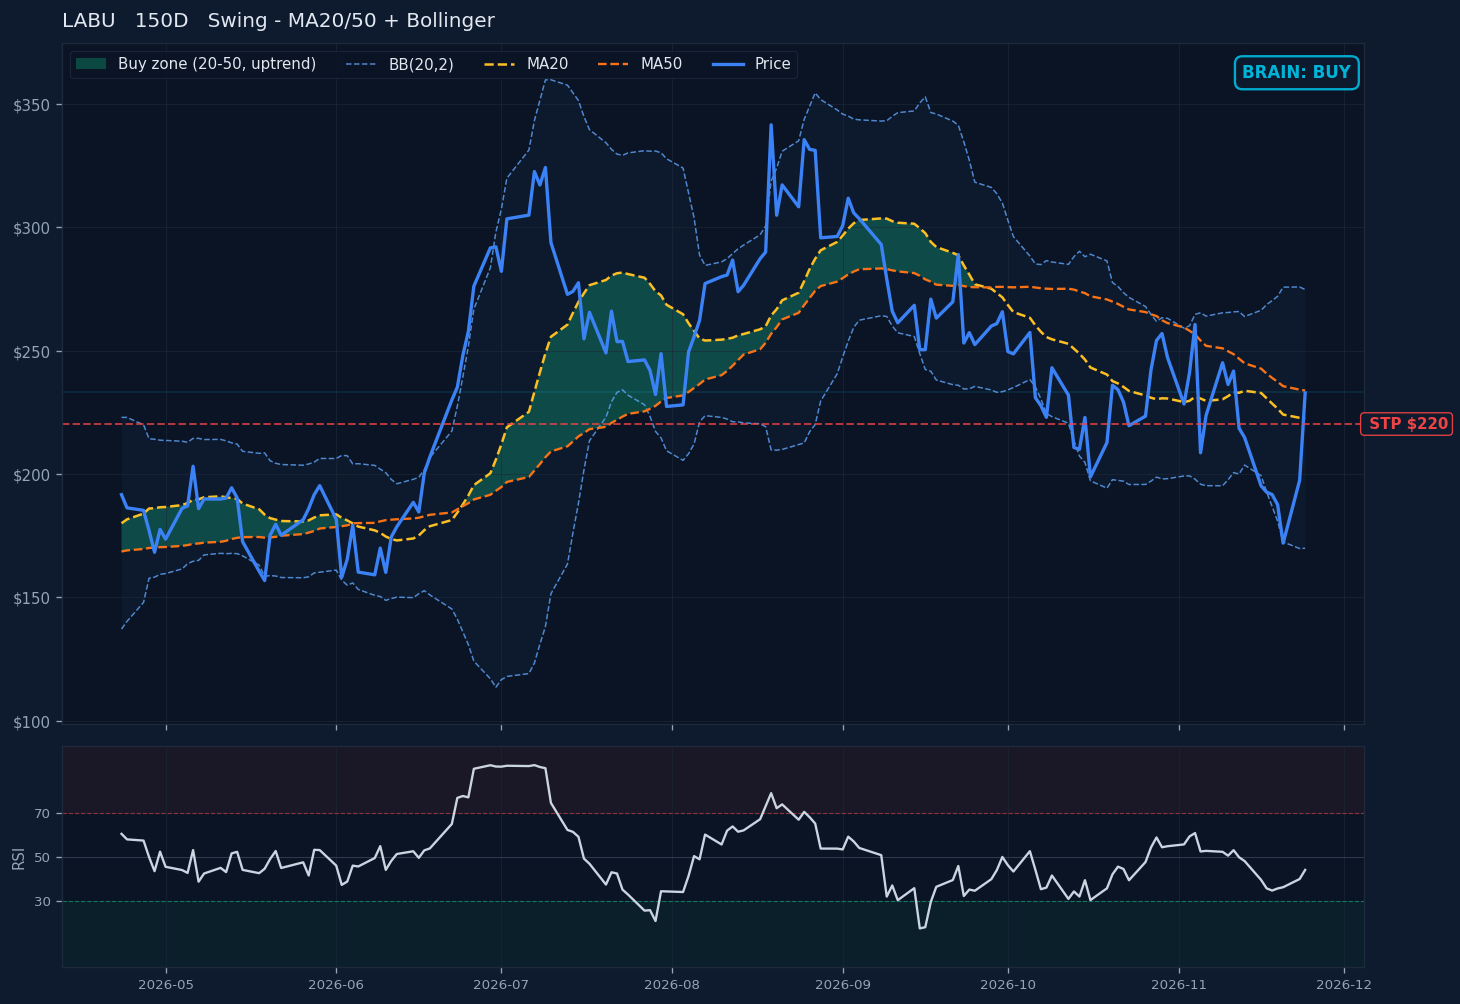 LABU   150D   Swing - MA20/50 + Bollinger
Buy zone (20-50, uptrend)   BB(20,2)   MA20   MA50   Price
BRAIN: BUY
$350
$300
$250
STP $220
$200
$150
$100
RSI
70
50
30
2026-05   2026-06   2026-07   2026-08   2026-09   2026-10   2026-11   2026-12